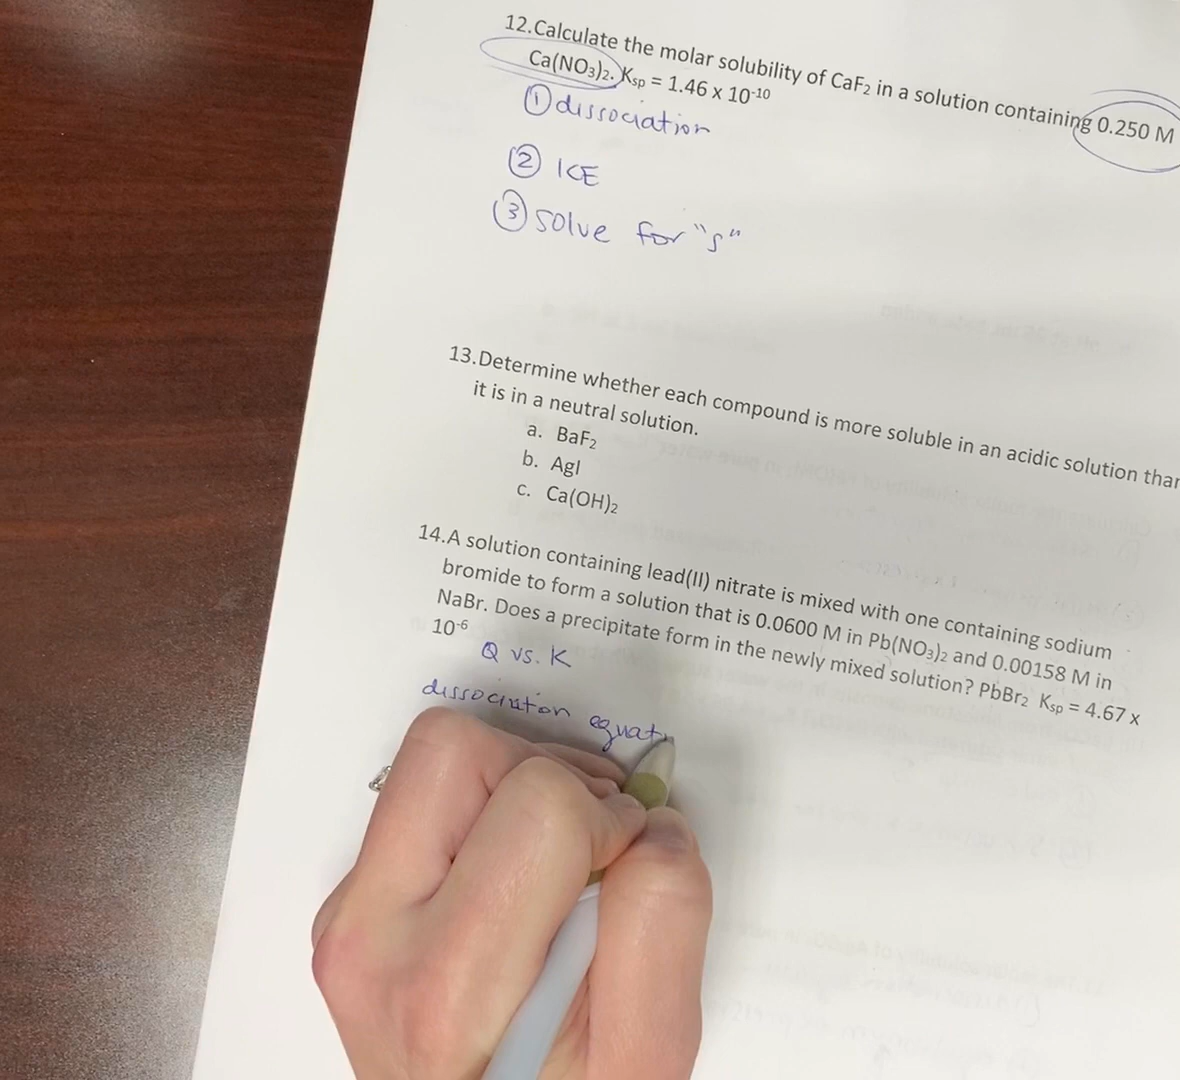 12.Calculate the molar solubility of CaF₂ in a solution containing 0.250 M
Ca(NO₃)₂. Ksp = 1.46 x 10⁻¹⁰
① dissociation
② ICE
③ solve for "s"
13.Determine whether each compound is more soluble in an acidic solution than
it is in a neutral solution.
a. BaF₂
b. AgI
c. Ca(OH)₂
14.A solution containing lead(II) nitrate is mixed with one containing sodium
bromide to form a solution that is 0.0600 M in Pb(NO₃)₂ and 0.00158 M in
NaBr. Does a precipitate form in the newly mixed solution? PbBr₂ Ksp = 4.67 x
10⁻⁶
Q vs. K
dissociation equati